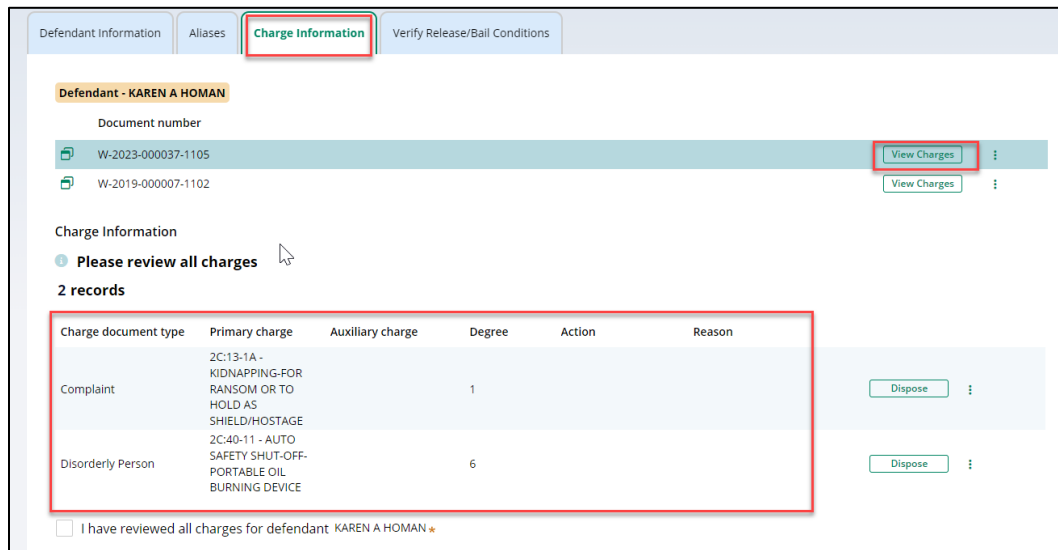 Defendant Information Aliases Charge Information Verify Release/Bail Conditions
Defendant - KAREN A HOMAN
Document number
W-2023-000037-1105 View Charges
W-2019-000007-1102 View Charges
Charge Information
Please review all charges
2 records
Charge document type Primary charge Auxiliary charge Degree Action Reason
2C:13-1A -
KIDNAPPING-FOR
Complaint RANSOM OR TO 1 Dispose
HOLD AS
SHIELD/HOSTAGE
2C:40-11 - AUTO
SAFETY SHUT-OFF-
Disorderly Person PORTABLE OIL 6 Dispose
BURNING DEVICE
I have reviewed all charges for defendant KAREN A HOMAN *